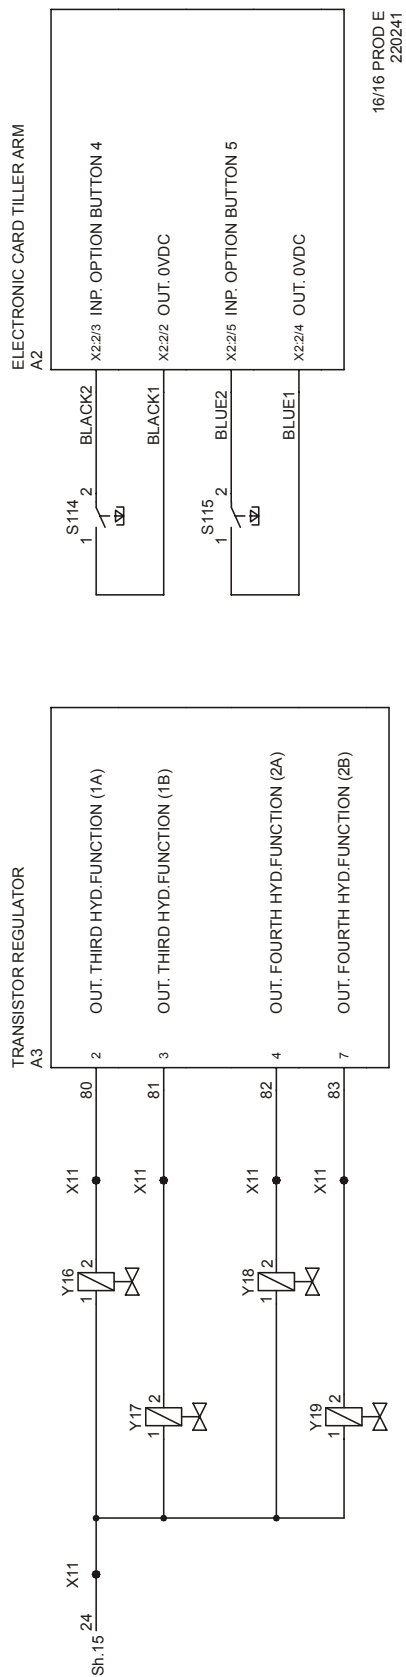 Sh.15
24
X11
Y16
1 2
X11
80
Y17
1 2
X11
81
Y18
1 2
X11
82
Y19
1 2
X11
83
TRANSISTOR REGULATOR
A3
2 OUT. THIRD HYD.FUNCTION (1A)
3 OUT. THIRD HYD.FUNCTION (1B)
4 OUT. FOURTH HYD.FUNCTION (2A)
7 OUT. FOURTH HYD.FUNCTION (2B)
S114
1 2
BLACK2
BLACK1
S115
1 2
BLUE2
BLUE1
ELECTRONIC CARD TILLER ARM
A2
X2:2/3 INP. OPTION BUTTON 4
X2:2/2 OUT. 0VDC
X2:2/5 INP. OPTION BUTTON 5
X2:2/4 OUT. 0VDC
16/16 PROD E
220241